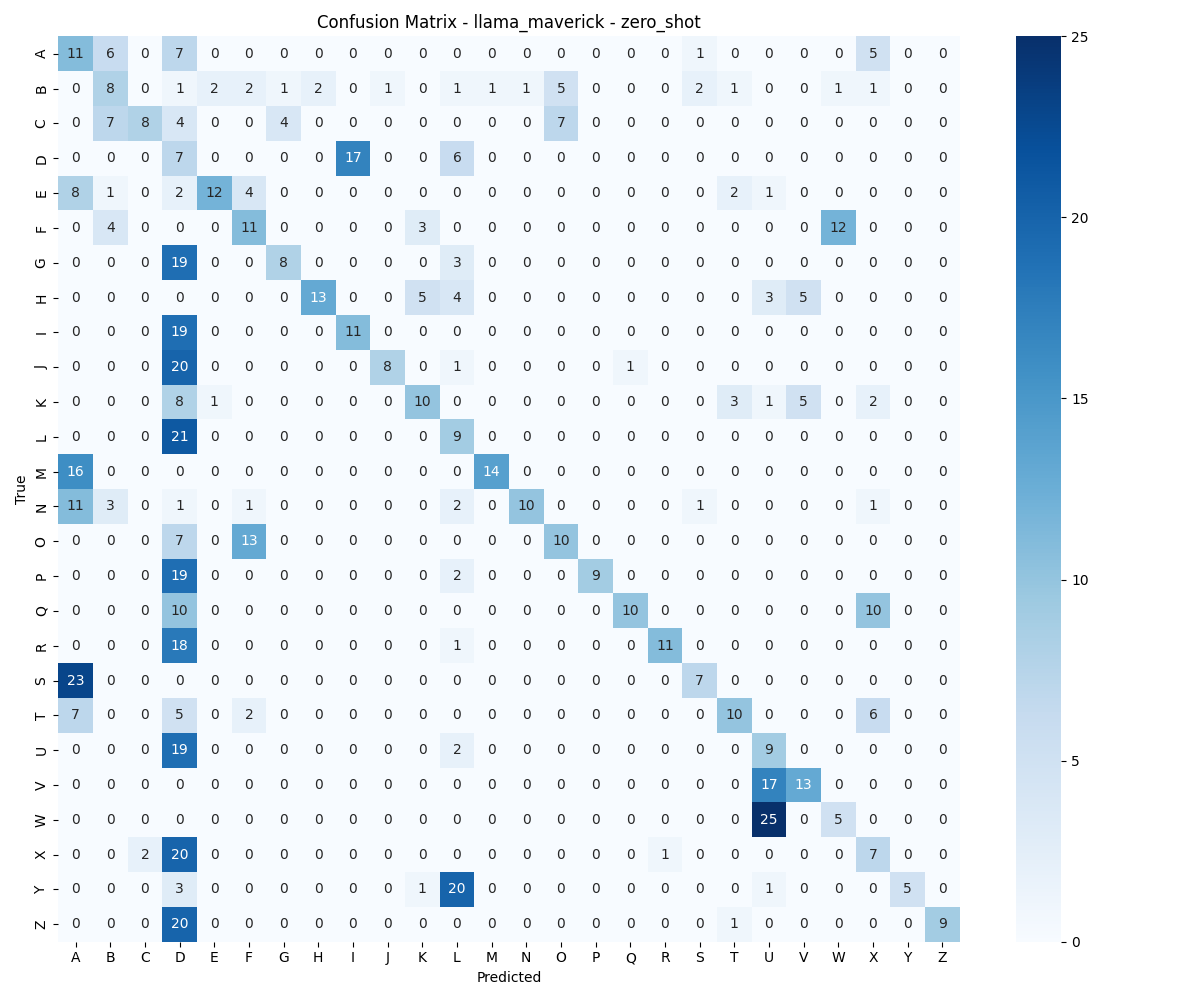 Confusion Matrix - llama_maverick - zero_shot
A 11 6 0 7 0 0 0 0 0 0 0 0 0 0 0 0 0 0 1 0 0 0 0 5 0 0
B 0 8 0 1 2 2 1 2 0 1 0 1 1 1 5 0 0 0 2 1 0 0 1 1 0 0
C 0 7 8 4 0 0 4 0 0 0 0 0 0 0 7 0 0 0 0 0 0 0 0 0 0 0
D 0 0 0 7 0 0 0 0 17 0 0 6 0 0 0 0 0 0 0 0 0 0 0 0 0 0
E 8 1 0 2 12 4 0 0 0 0 0 0 0 0 0 0 0 0 0 2 1 0 0 0 0 0
F 0 4 0 0 0 11 0 0 0 0 3 0 0 0 0 0 0 0 0 0 0 0 12 0 0 0
G 0 0 0 19 0 0 8 0 0 0 0 3 0 0 0 0 0 0 0 0 0 0 0 0 0 0
H 0 0 0 0 0 0 0 13 0 0 5 4 0 0 0 0 0 0 0 0 3 5 0 0 0 0
I 0 0 0 19 0 0 0 0 11 0 0 0 0 0 0 0 0 0 0 0 0 0 0 0 0 0
J 0 0 0 20 0 0 0 0 0 8 0 1 0 0 0 0 1 0 0 0 0 0 0 0 0 0
K 0 0 0 8 1 0 0 0 0 0 10 0 0 0 0 0 0 0 0 3 1 5 0 2 0 0
L 0 0 0 21 0 0 0 0 0 0 0 9 0 0 0 0 0 0 0 0 0 0 0 0 0 0
M 16 0 0 0 0 0 0 0 0 0 0 0 14 0 0 0 0 0 0 0 0 0 0 0 0 0
N 11 3 0 1 0 1 0 0 0 0 0 2 0 10 0 0 0 0 1 0 0 0 0 1 0 0
O 0 0 0 7 0 13 0 0 0 0 0 0 0 0 10 0 0 0 0 0 0 0 0 0 0 0
P 0 0 0 19 0 0 0 0 0 0 0 2 0 0 0 9 0 0 0 0 0 0 0 0 0 0
Q 0 0 0 10 0 0 0 0 0 0 0 0 0 0 0 0 10 0 0 0 0 0 0 10 0 0
R 0 0 0 18 0 0 0 0 0 0 0 1 0 0 0 0 0 11 0 0 0 0 0 0 0 0
S 23 0 0 0 0 0 0 0 0 0 0 0 0 0 0 0 0 0 7 0 0 0 0 0 0 0
T 7 0 0 5 0 2 0 0 0 0 0 0 0 0 0 0 0 0 0 10 0 0 0 6 0 0
U 0 0 0 19 0 0 0 0 0 0 0 2 0 0 0 0 0 0 0 0 9 0 0 0 0 0
V 0 0 0 0 0 0 0 0 0 0 0 0 0 0 0 0 0 0 0 0 17 13 0 0 0 0
W 0 0 0 0 0 0 0 0 0 0 0 0 0 0 0 0 0 0 0 0 25 0 5 0 0 0
X 0 0 2 20 0 0 0 0 0 0 0 0 0 0 0 0 0 1 0 0 0 0 0 7 0 0
Y 0 0 0 3 0 0 0 0 0 0 1 20 0 0 0 0 0 0 0 0 1 0 0 0 5 0
Z 0 0 0 20 0 0 0 0 0 0 0 0 0 0 0 0 0 0 0 1 0 0 0 0 0 9
A B C D E F G H I J K L M N O P Q R S T U V W X Y Z
Predicted
True
25
20
15
10
5
0